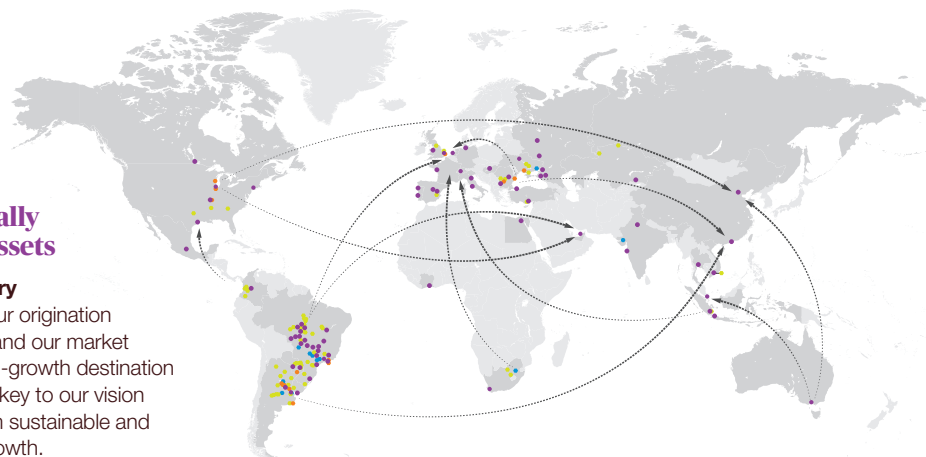 ally
ssets
ry
ur origination
and our market
-growth destination
key to our vision
n sustainable and
owth.